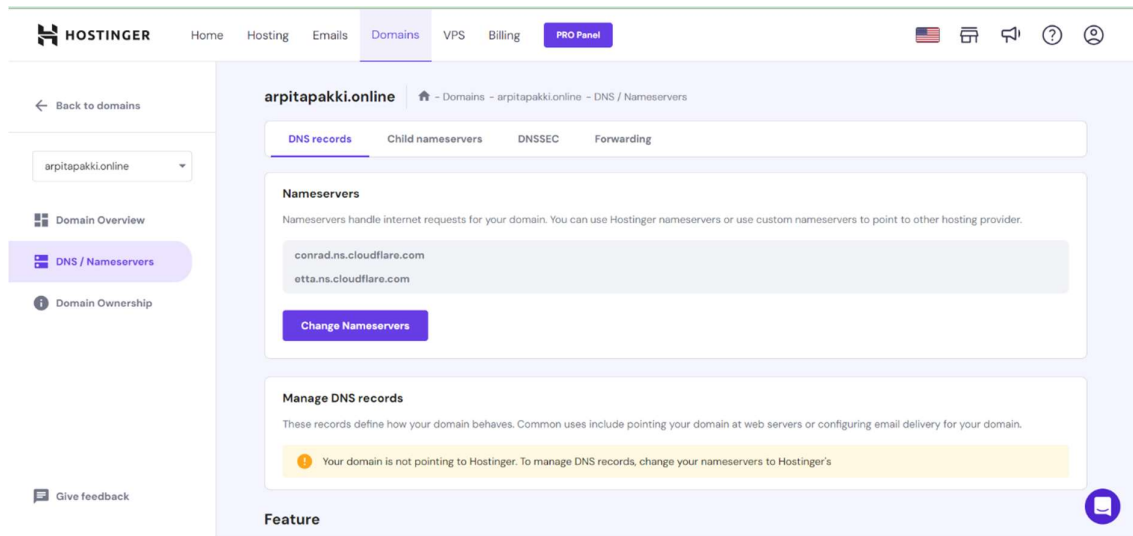 HOSTINGER Home Hosting Emails Domains VPS Billing PRO Panel
Back to domains
arpitapakki.online
Domain Overview
DNS / Nameservers
Domain Ownership
Give feedback
arpitapakki.online - Domains - arpitapakki.online - DNS / Nameservers
DNS records Child nameservers DNSSEC Forwarding
Nameservers
Nameservers handle internet requests for your domain. You can use Hostinger nameservers or use custom nameservers to point to other hosting provider.
conrad.ns.cloudflare.com
etta.ns.cloudflare.com
Change Nameservers
Manage DNS records
These records define how your domain behaves. Common uses include pointing your domain at web servers or configuring email delivery for your domain.
Your domain is not pointing to Hostinger. To manage DNS records, change your nameservers to Hostinger's
Feature